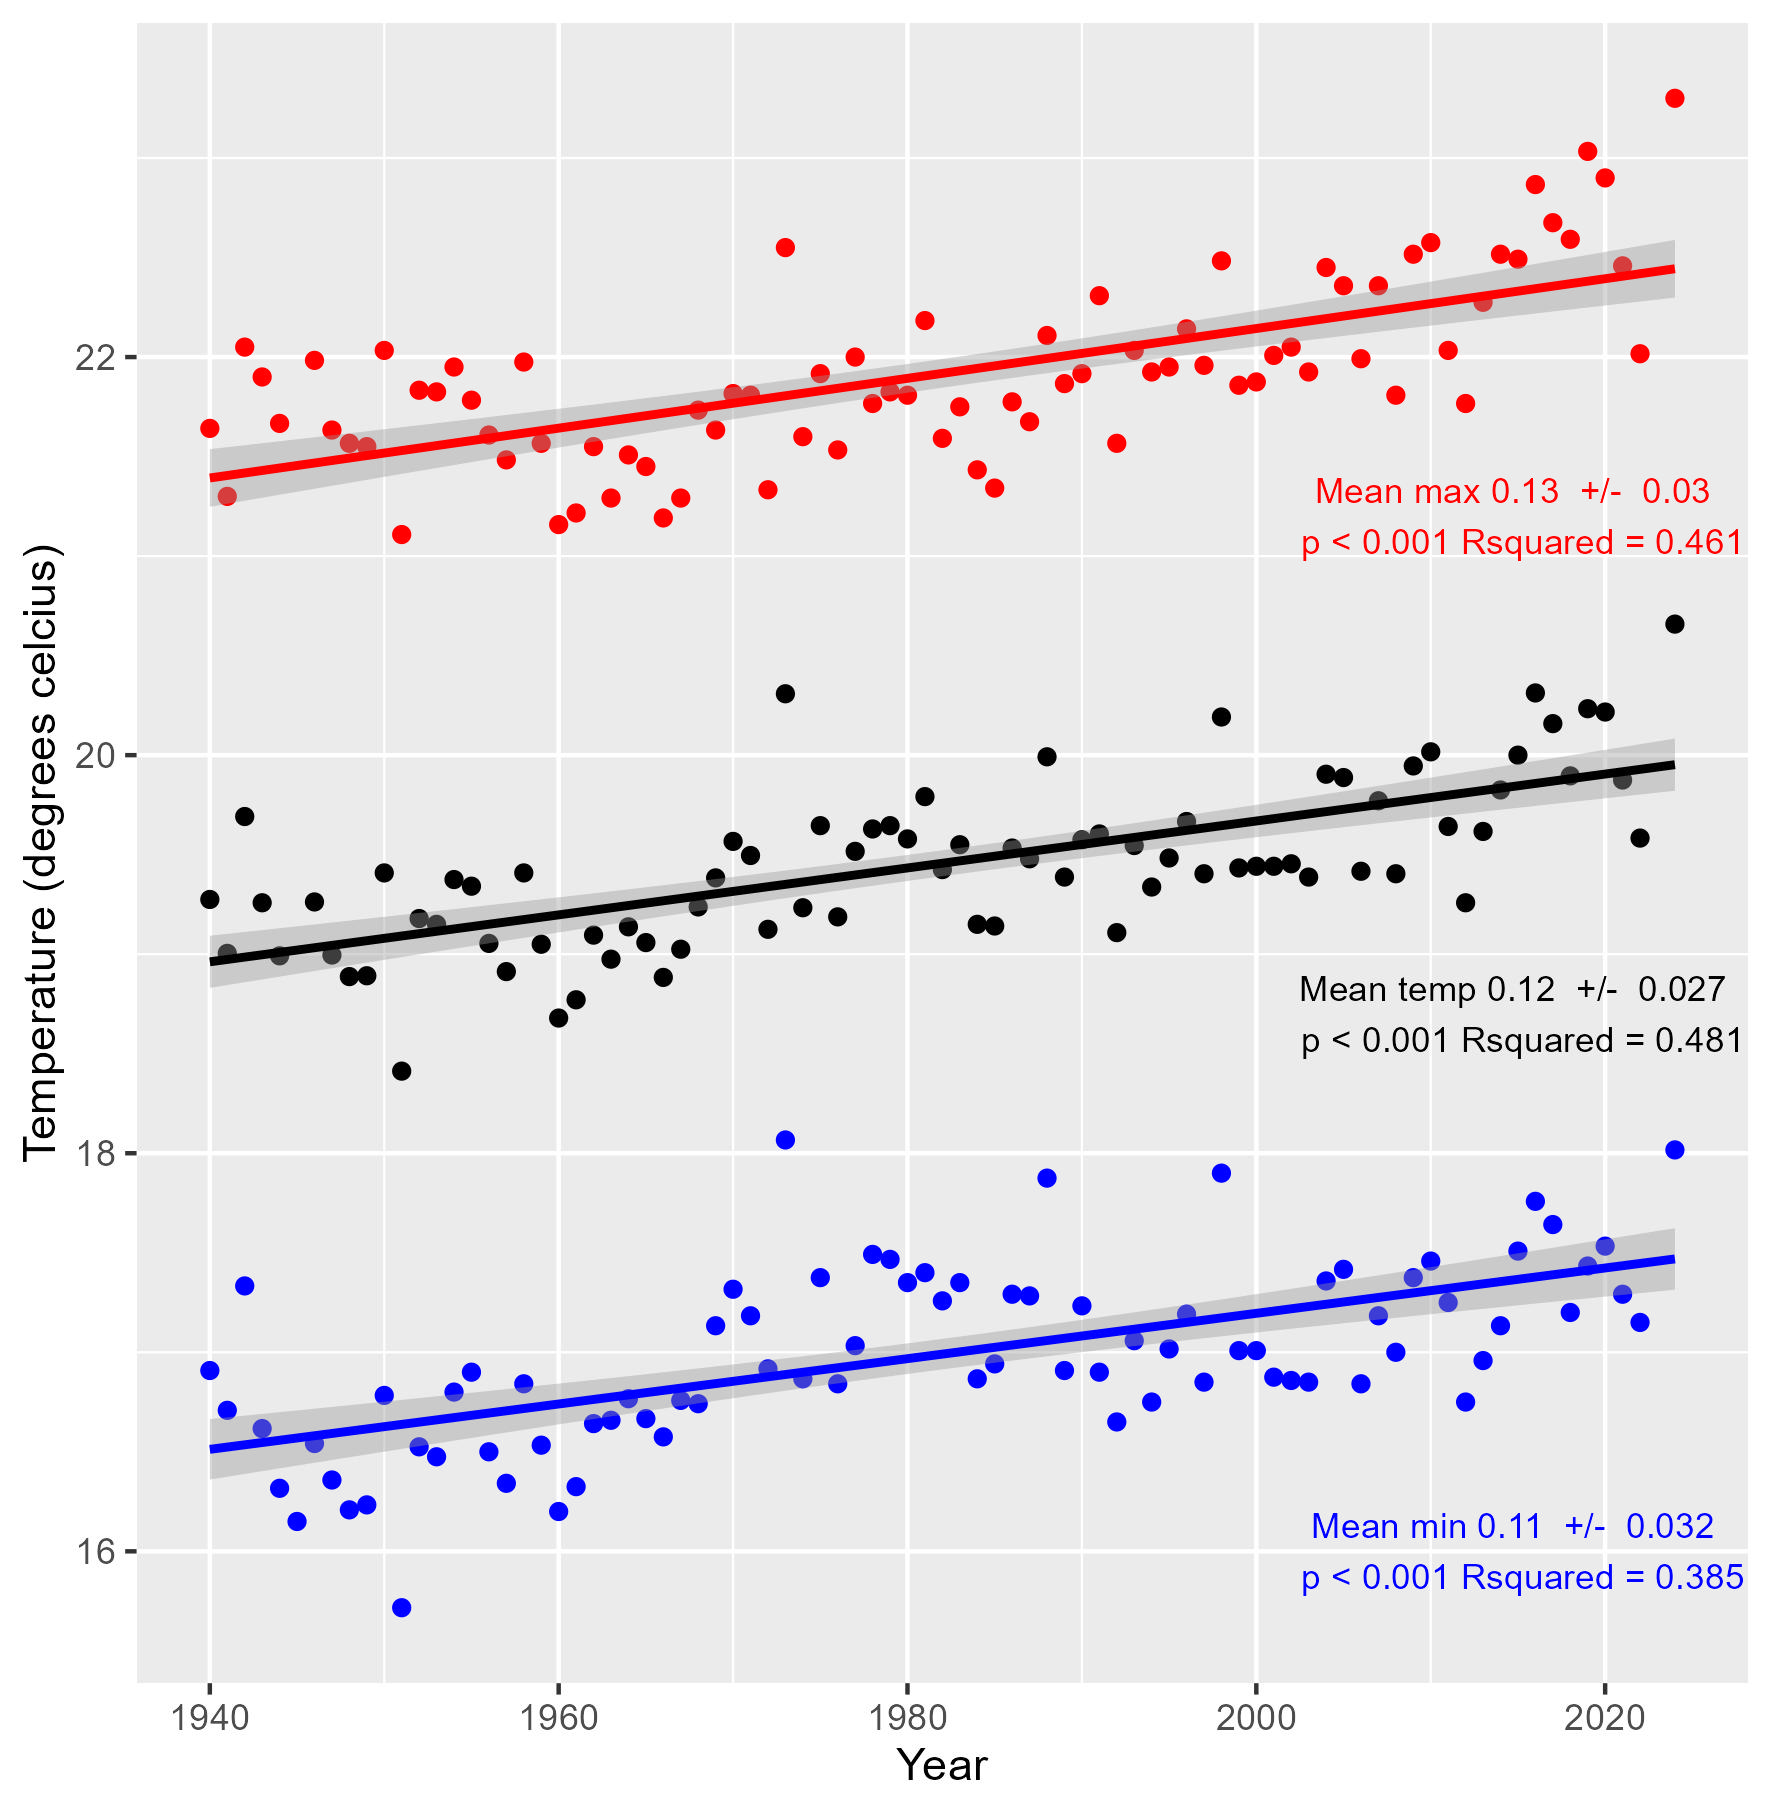 22
20
18
16
Temperature (degrees celcius)
Mean max 0.13 +/- 0.03
p < 0.001 Rsquared = 0.461
Mean temp 0.12 +/- 0.027
p < 0.001 Rsquared = 0.481
Mean min 0.11 +/- 0.032
p < 0.001 Rsquared = 0.385
1940 1960 1980 2000 2020
Year